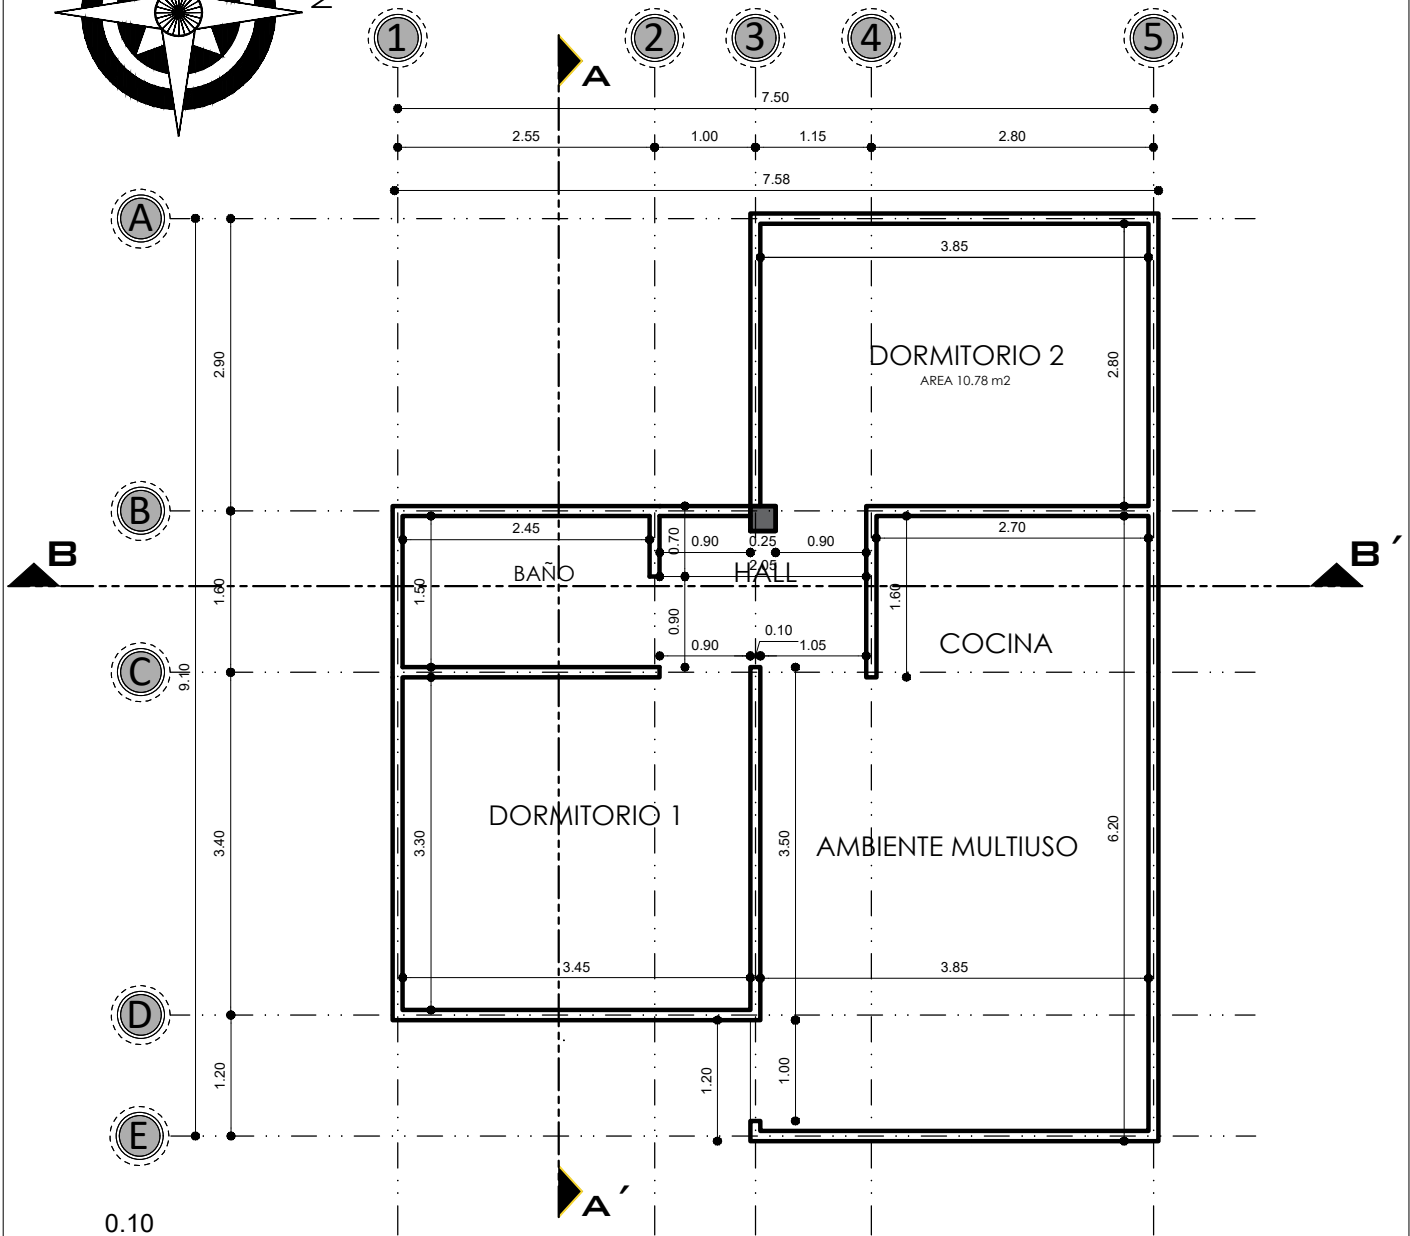 N
1 2 3 4 5
A
7.50
2.55 1.00 1.15 2.80
7.58
A
3.85
2.90
DORMITORIO 2
2.80
AREA 10.78 m2
B
2.45 0.70 0.90 0.25 0.90 2.70
B B´
BAÑO HALL 2.05
1.60 1.50 1.60
0.90 0.10
COCINA
0.90 1.05
C
9.10
DORMITORIO 1
3.40 3.30 3.50 AMBIENTE MULTIUSO 6.20
3.45 3.85
D
1.20 1.20 1.00
E
A´
0.10